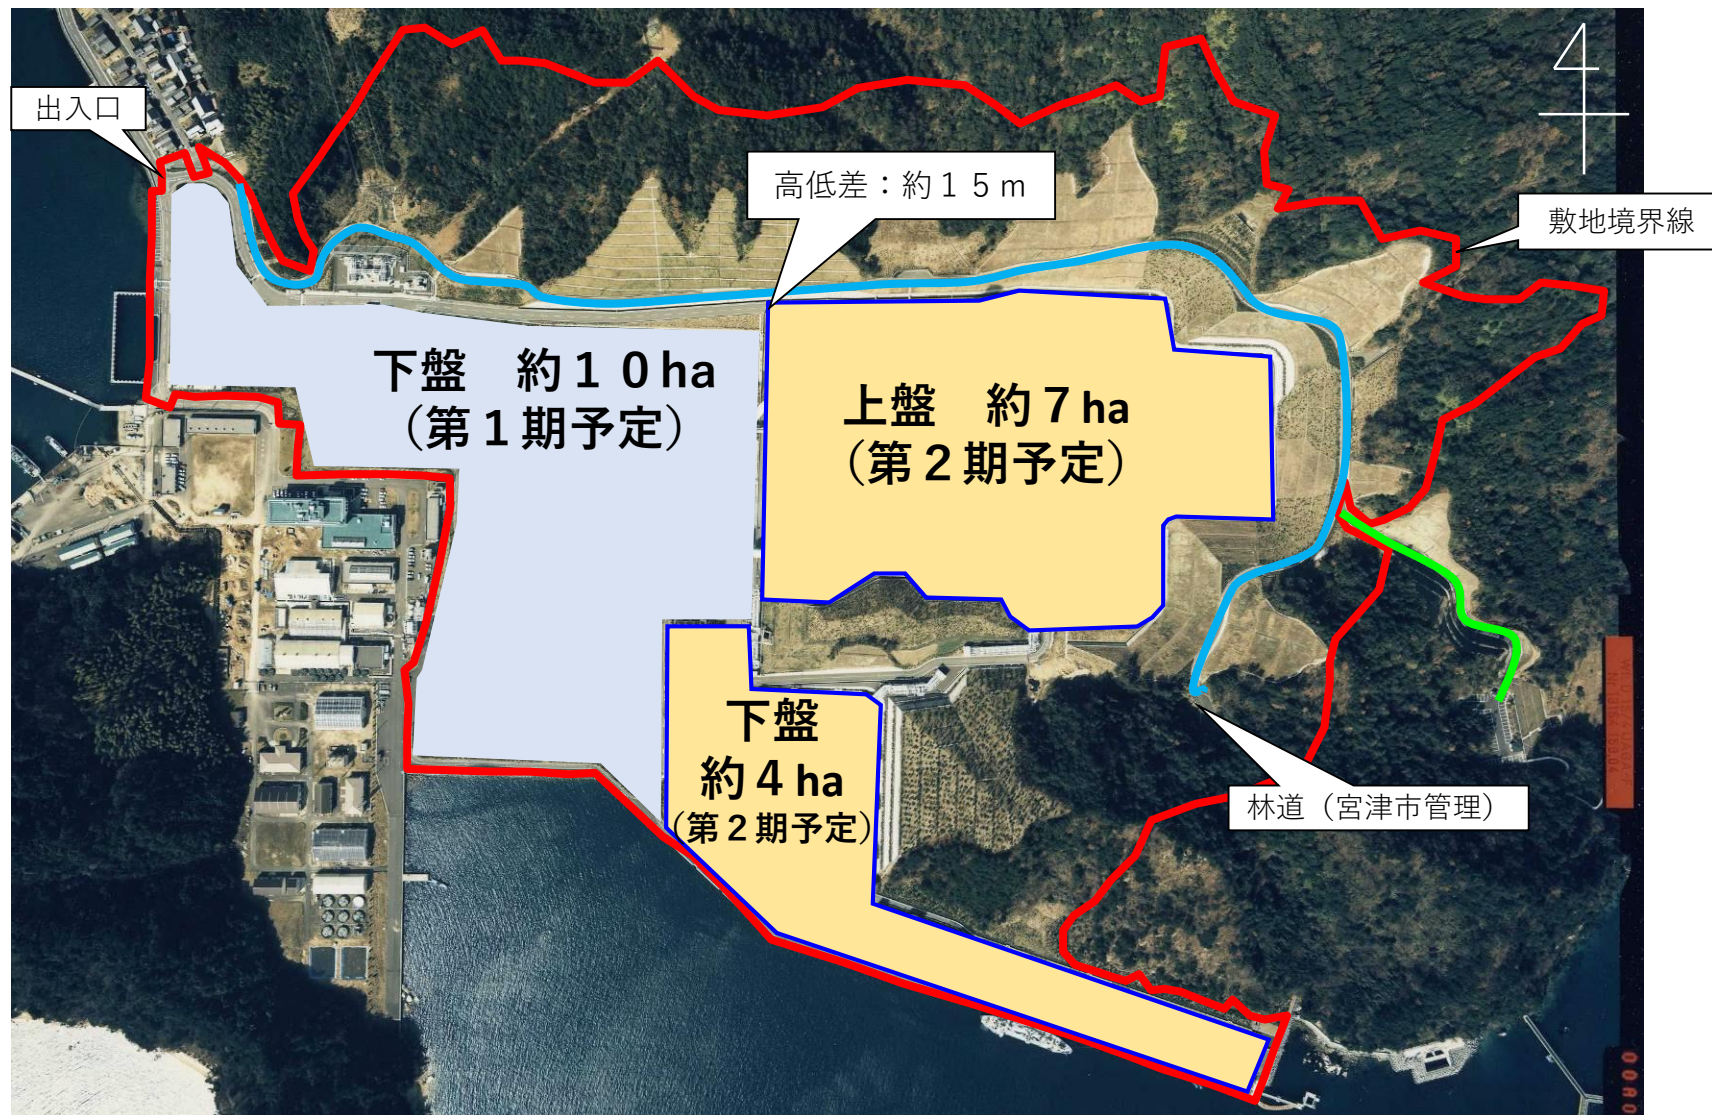 出入口
高低差：約１５ｍ
敷地境界線
下盤　約１０ha
（第１期予定）
上盤　約７ha
（第２期予定）
下盤
約４ha
（第２期予定）
林道（宮津市管理）